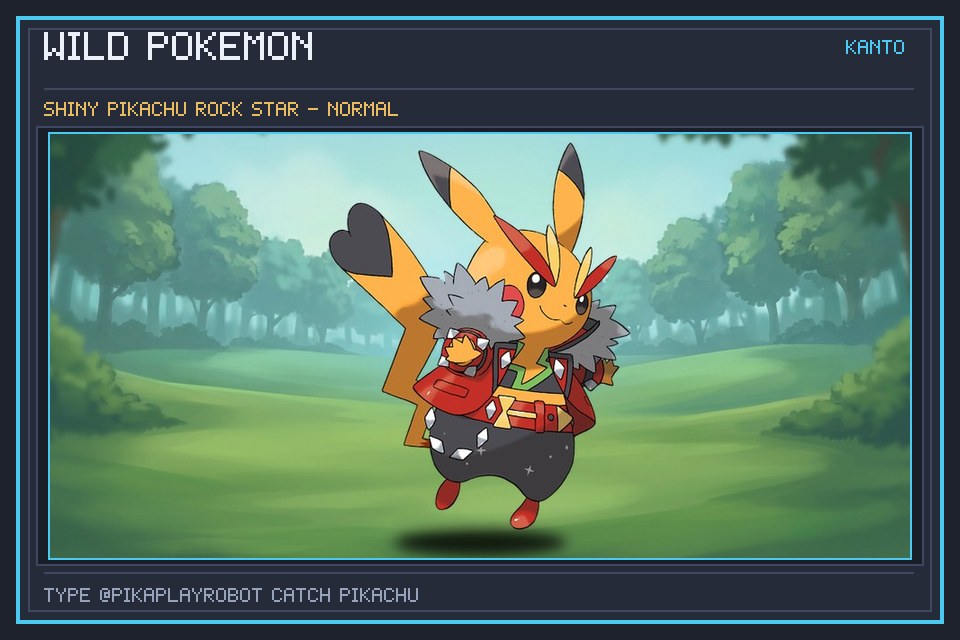 WILD POKEMON
KANTO
SHINY PIKACHU ROCK STAR - NORMAL
TYPE @PIKAPLAYROBOT CATCH PIKACHU